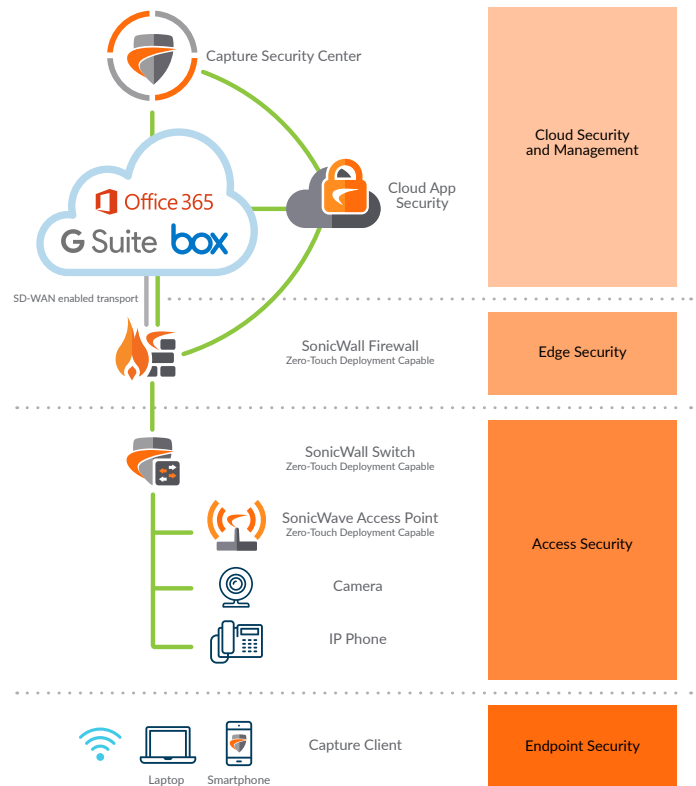 Capture Security Center
Cloud Security
and Management
Office 365
G Suite box
Cloud App
Security
SD-WAN enabled transport
SonicWall Firewall
Zero-Touch Deployment Capable
Edge Security
SonicWall Switch
Zero-Touch Deployment Capable
SonicWave Access Point
Zero-Touch Deployment Capable
Access Security
Camera
IP Phone
Capture Client
Endpoint Security
Laptop
Smartphone